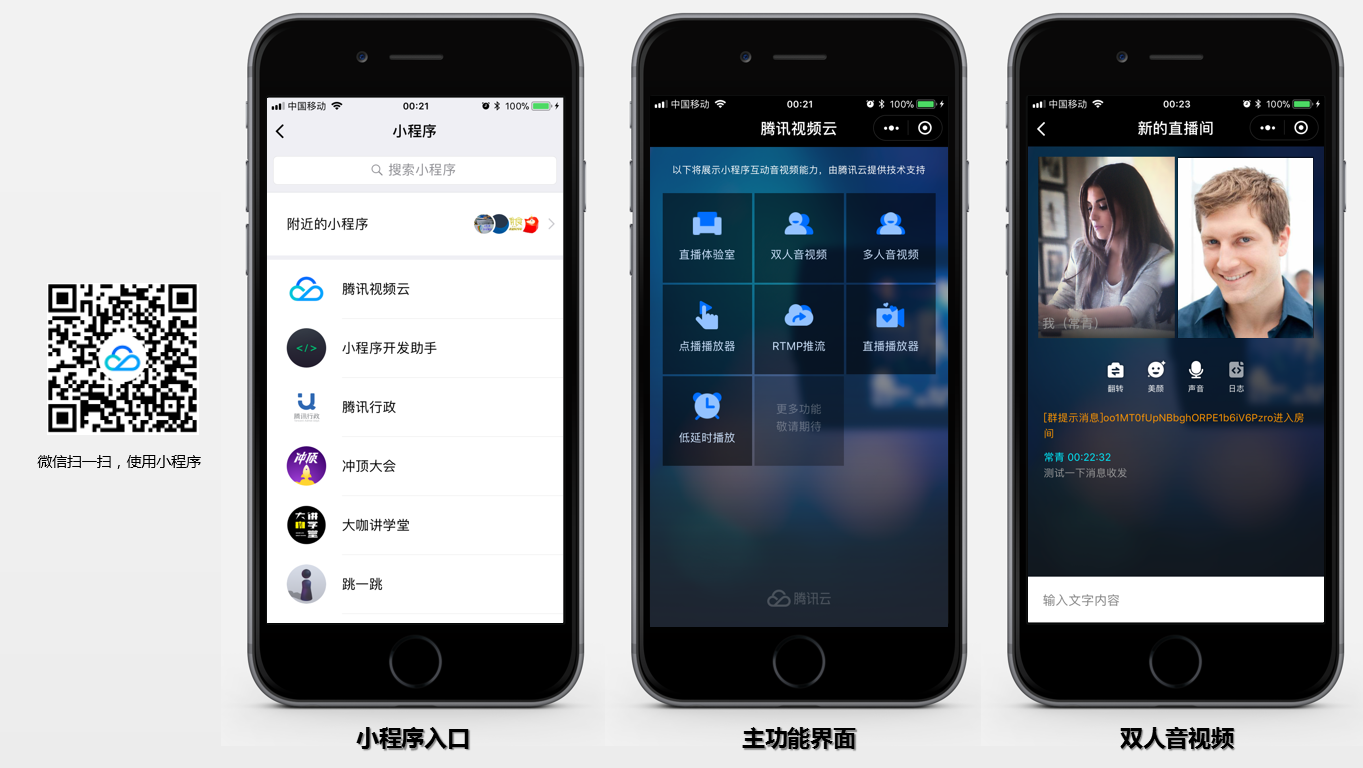 微信扫一扫，使用小程序
中国移动 00:21 100%
小程序
搜索小程序
附近的小程序
腾讯视频云
</>
小程序开发助手
腾讯行政
腾讯行政
冲顶
冲顶大会
大咖讲学堂
大咖讲学堂
跳一跳
小程序入口
中国移动 00:21 100%
腾讯视频云
以下将展示小程序互动音视频能力，由腾讯云提供技术支持
直播体验室 双人音视频 多人音视频
点播播放器 RTMP推流 直播播放器
低延时播放 更多功能
敬请期待
腾讯云
主功能界面
中国移动 00:23 100%
新的直播间
我（常青）
翻转 美颜 声音 日志
[群提示消息]oo1MT0fUpNBbghORPE1b6iV6Pzro进入房
间
常青 00:22:32
测试一下消息收发
输入文字内容
双人音视频